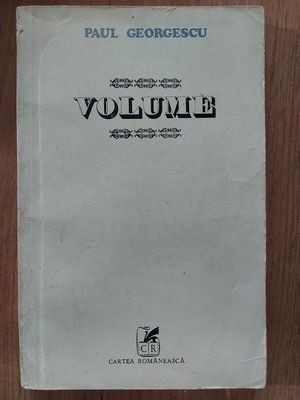 PAUL GEORGESCU
VOLUME
CR
CARTEA ROMÂNEASCĂ